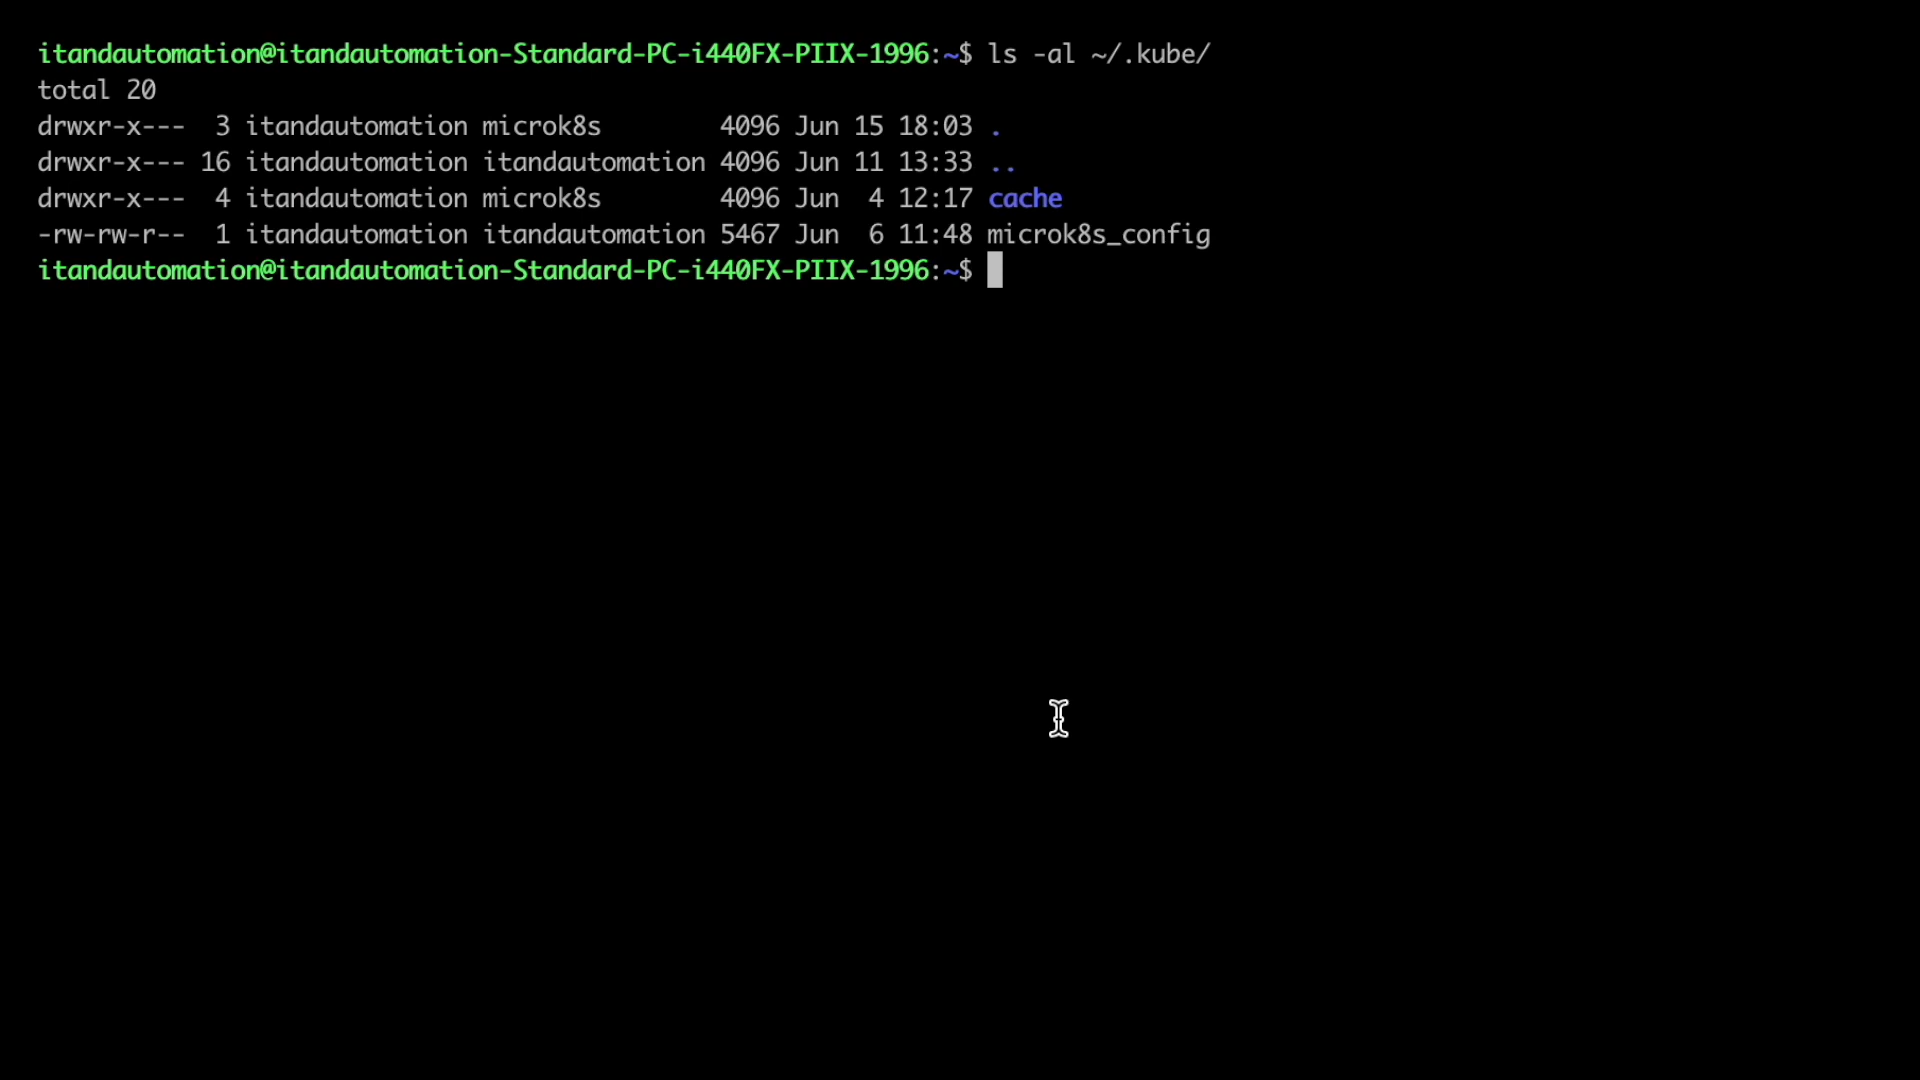 itandautomation@itandautomation-Standard-PC-i440FX-PIIX-1996:~$ ls -al ~/.kube/
total 20
drwxr-x---  3 itandautomation microk8s        4096 Jun 15 18:03 .
drwxr-x--- 16 itandautomation itandautomation 4096 Jun 11 13:33 ..
drwxr-x---  4 itandautomation microk8s        4096 Jun  4 12:17 cache
-rw-rw-r--  1 itandautomation itandautomation 5467 Jun  6 11:48 microk8s_config
itandautomation@itandautomation-Standard-PC-i440FX-PIIX-1996:~$